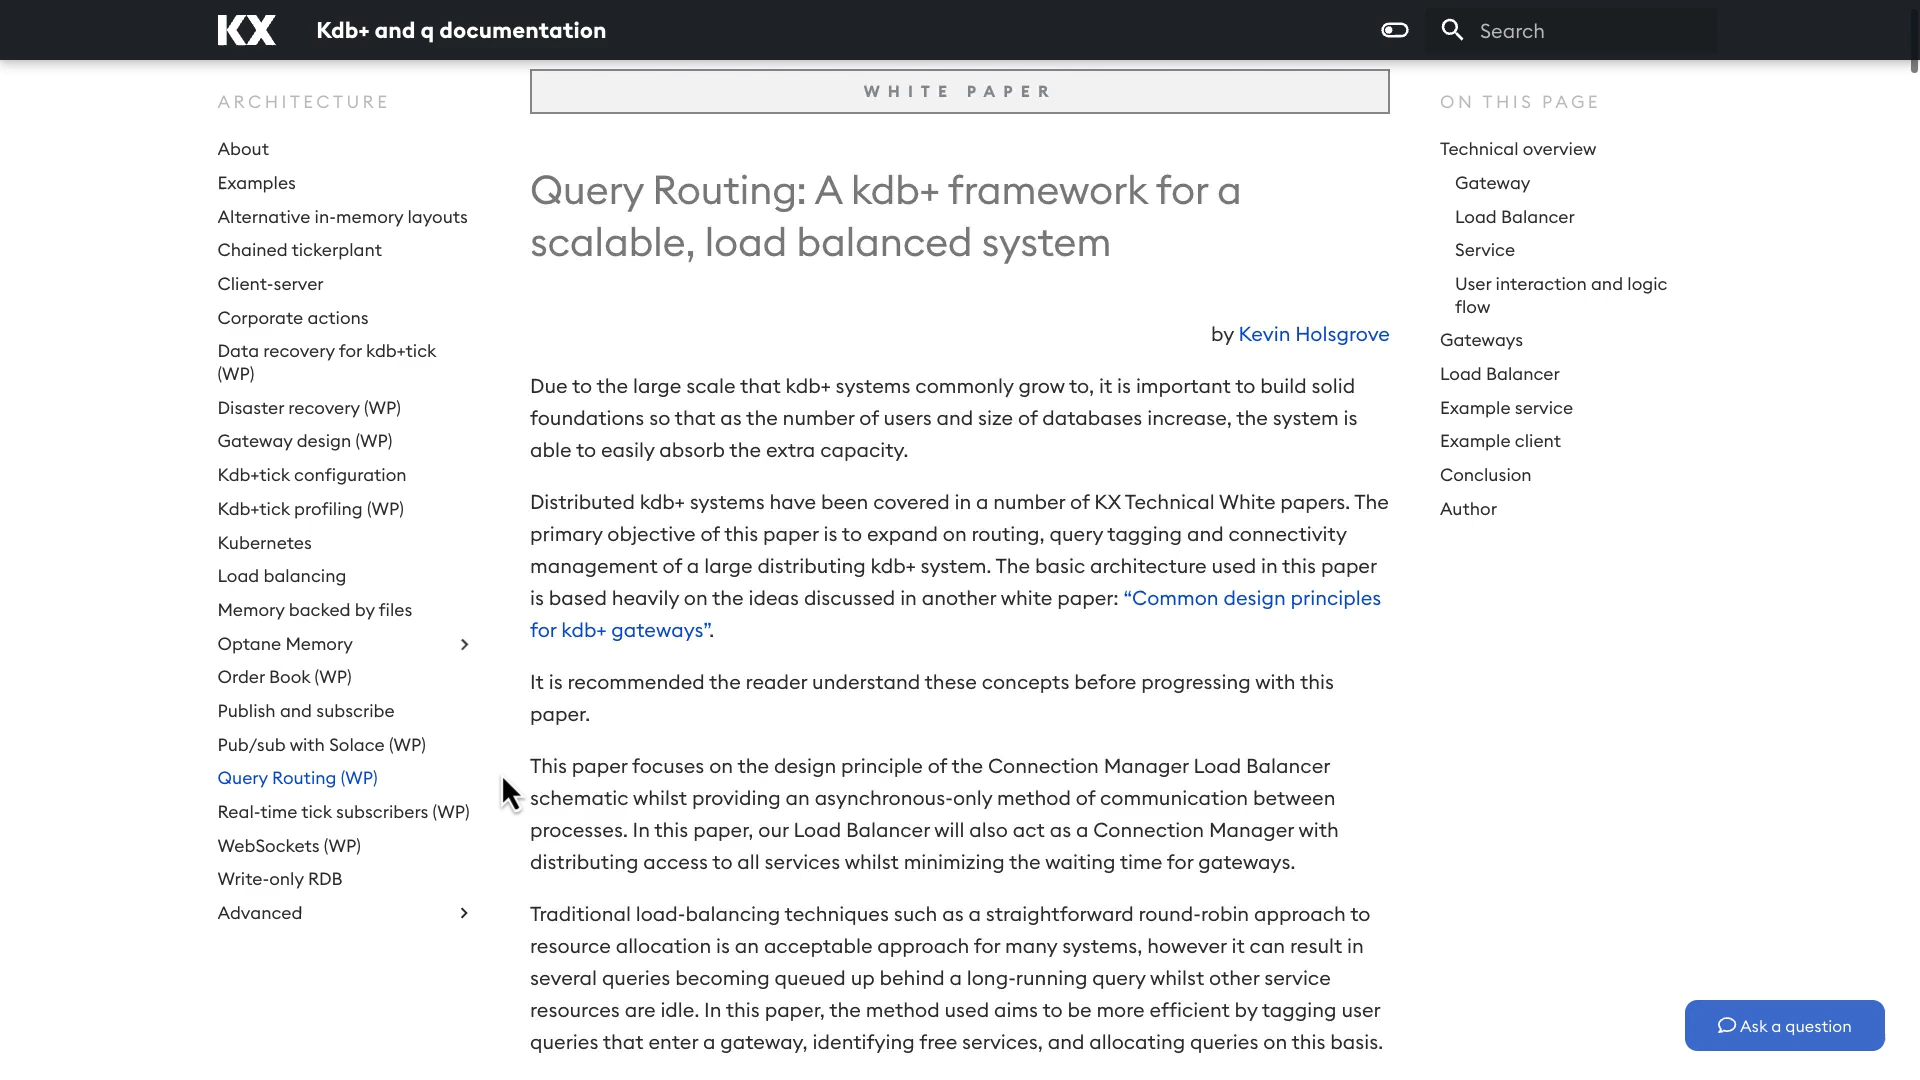 KX
Kdb+ and q documentation
Search
ARCHITECTURE
About
Examples
Alternative in-memory layouts
Chained tickerplant
Client-server
Corporate actions
Data recovery for kdb+tick
(WP)
Disaster recovery (WP)
Gateway design (WP)
Kdb+tick configuration
Kdb+tick profiling (WP)
Kubernetes
Load balancing
Memory backed by files
Optane Memory
Order Book (WP)
Publish and subscribe
Pub/sub with Solace (WP)
Query Routing (WP)
Real-time tick subscribers (WP)
WebSockets (WP)
Write-only RDB
Advanced
WHITE PAPER
Query Routing: A kdb+ framework for a
scalable, load balanced system
by Kevin Holsgrove
Due to the large scale that kdb+ systems commonly grow to, it is important to build solid
foundations so that as the number of users and size of databases increase, the system is
able to easily absorb the extra capacity.
Distributed kdb+ systems have been covered in a number of KX Technical White papers. The
primary objective of this paper is to expand on routing, query tagging and connectivity
management of a large distributing kdb+ system. The basic architecture used in this paper
is based heavily on the ideas discussed in another white paper: “Common design principles
for kdb+ gateways”.
It is recommended the reader understand these concepts before progressing with this
paper.
This paper focuses on the design principle of the Connection Manager Load Balancer
schematic whilst providing an asynchronous-only method of communication between
processes. In this paper, our Load Balancer will also act as a Connection Manager with
distributing access to all services whilst minimizing the waiting time for gateways.
Traditional load-balancing techniques such as a straightforward round-robin approach to
resource allocation is an acceptable approach for many systems, however it can result in
several queries becoming queued up behind a long-running query whilst other service
resources are idle. In this paper, the method used aims to be more efficient by tagging user
queries that enter a gateway, identifying free services, and allocating queries on this basis.
ON THIS PAGE
Technical overview
Gateway
Load Balancer
Service
User interaction and logic
flow
Gateways
Load Balancer
Example service
Example client
Conclusion
Author
Ask a question